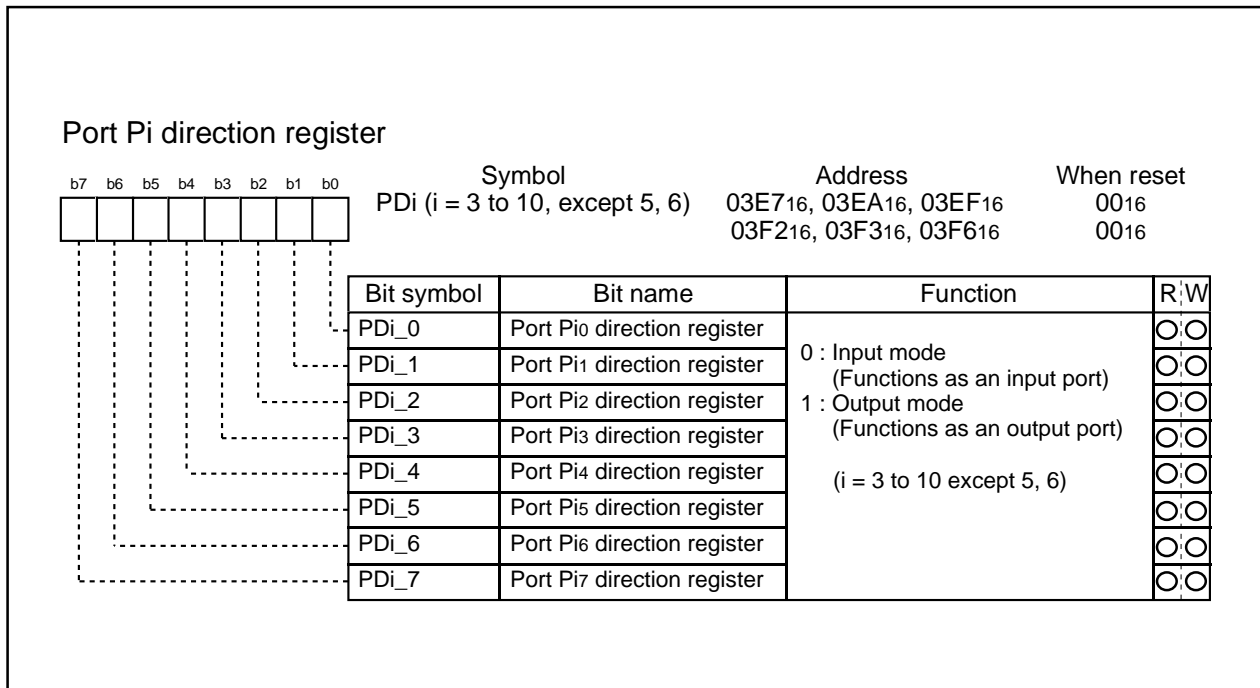 Port Pi direction register
b7 b6 b5 b4 b3 b2 b1 b0
Symbol Address When reset
PDi (i = 3 to 10, except 5, 6) 03E716, 03EA16, 03EF16 0016
03F216, 03F316, 03F616 0016
Bit symbol Bit name Function R W
PDi_0 Port Pi0 direction register
PDi_1 Port Pi1 direction register
PDi_2 Port Pi2 direction register
PDi_3 Port Pi3 direction register
PDi_4 Port Pi4 direction register
PDi_5 Port Pi5 direction register
PDi_6 Port Pi6 direction register
PDi_7 Port Pi7 direction register
0 : Input mode
(Functions as an input port)
1 : Output mode
(Functions as an output port)
(i = 3 to 10 except 5, 6)